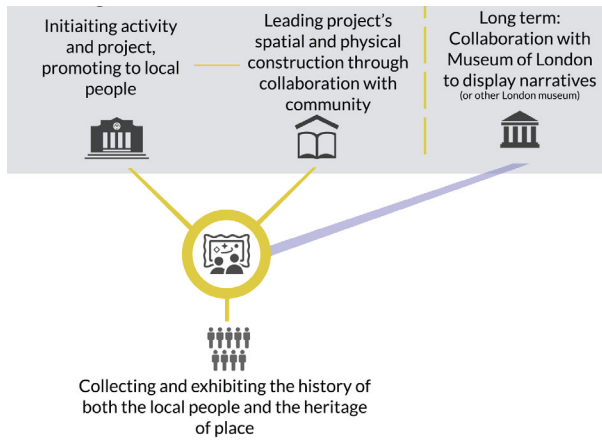 Initiaiting activity
and project,
promoting to local
people
Leading project's
spatial and physical
construction through
collaboration with
community
Long term:
Collaboration with
Museum of London
to display narratives
(or other London museum)
Collecting and exhibiting the history of
both the local people and the heritage
of place